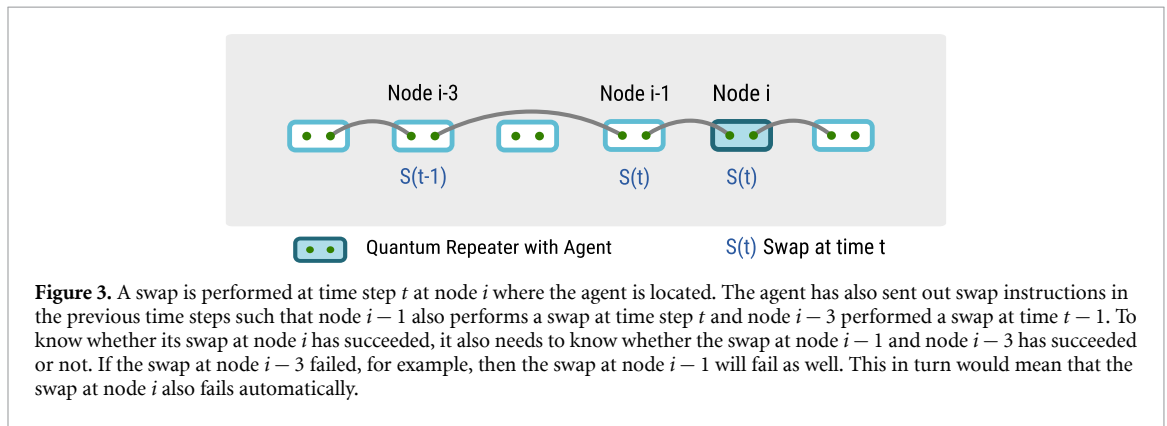 Node i-3 Node i-1 Node i
S(t-1) S(t) S(t)
Quantum Repeater with Agent S(t) Swap at time t
Figure 3. A swap is performed at time step t at node i where the agent is located. The agent has also sent out swap instructions in
the previous time steps such that node i − 1 also performs a swap at time step t and node i − 3 performed a swap at time t − 1. To
know whether its swap at node i has succeeded, it also needs to know whether the swap at node i − 1 and node i − 3 has succeeded
or not. If the swap at node i − 3 failed, for example, then the swap at node i − 1 will fail as well. This in turn would mean that the
swap at node i also fails automatically.